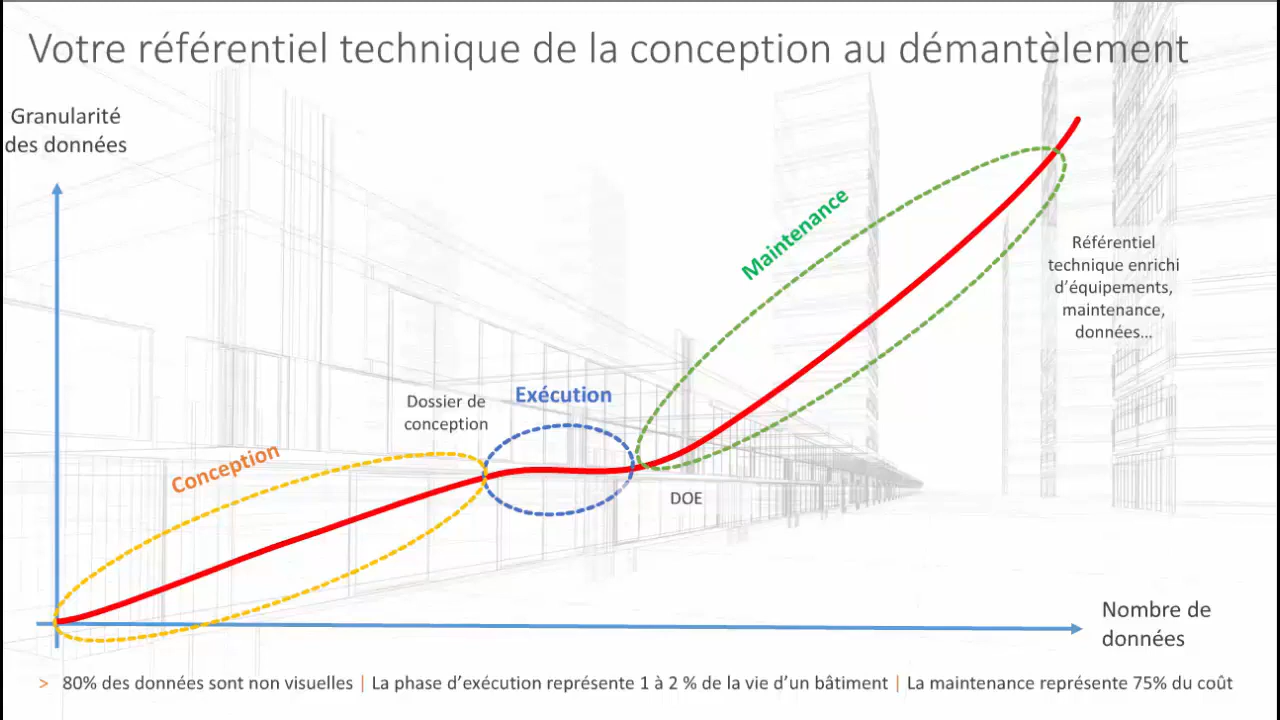 Votre référentiel technique de la conception au démantèlement
Granularité
des données
Maintenance
Référentiel
technique enrichi
d'équipements,
maintenance,
données...
Dossier de
conception
Exécution
Conception
DOE
Nombre de
données
> 80% des données sont non visuelles | La phase d'exécution représente 1 à 2 % de la vie d'un bâtiment | La maintenance représente 75% du coût